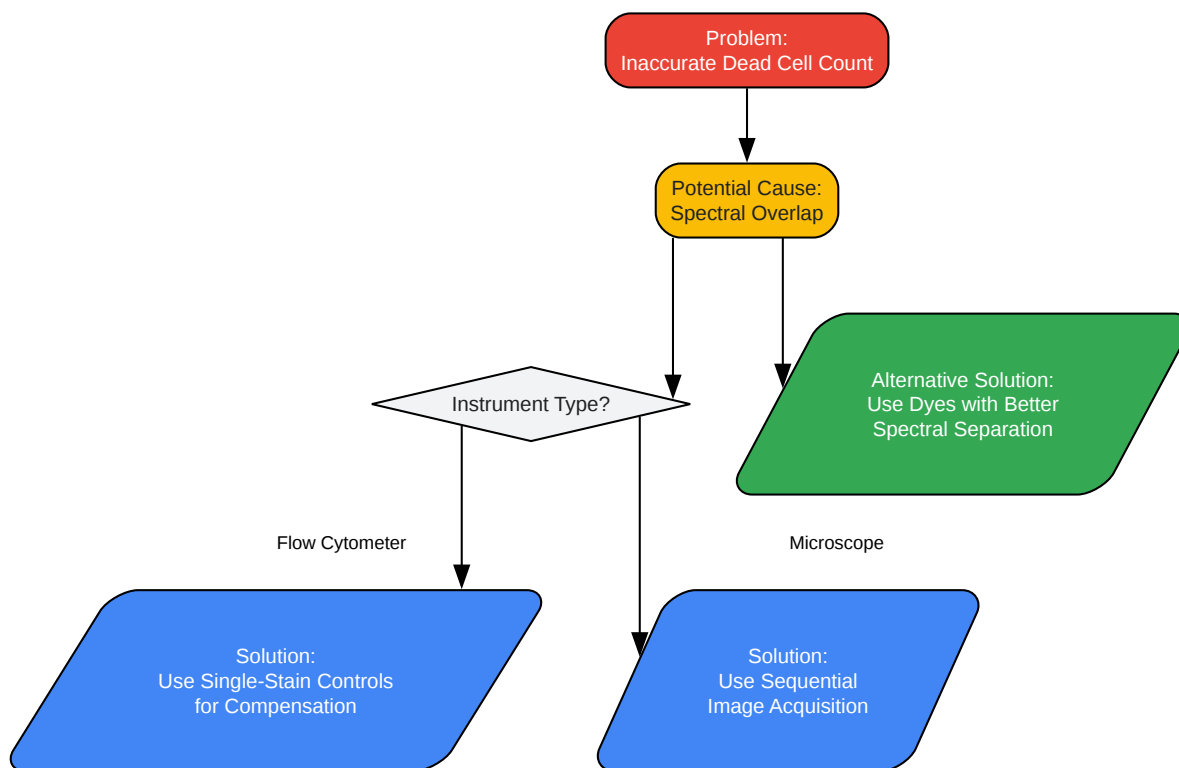 Problem:
Inaccurate Dead Cell Count
Potential Cause:
Spectral Overlap
Alternative Solution:
Use Dyes with Better
Spectral Separation
Instrument Type?
Flow Cytometer
Microscope
Solution:
Use Single-Stain Controls
for Compensation
Solution:
Use Sequential
Image Acquisition